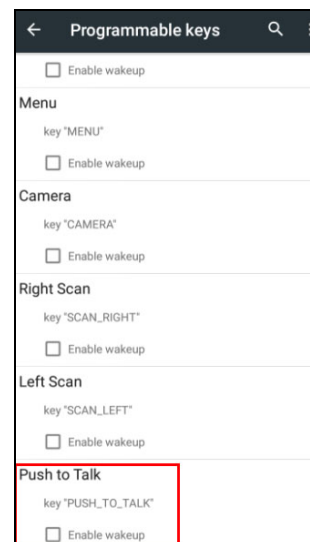 Programmable keys
Enable wakeup
Menu
key "MENU"
Enable wakeup
Camera
key "CAMERA"
Enable wakeup
Right Scan
key "SCAN_RIGHT"
Enable wakeup
Left Scan
key "SCAN_LEFT"
Enable wakeup
Push to Talk
key "PUSH_TO_TALK"
Enable wakeup